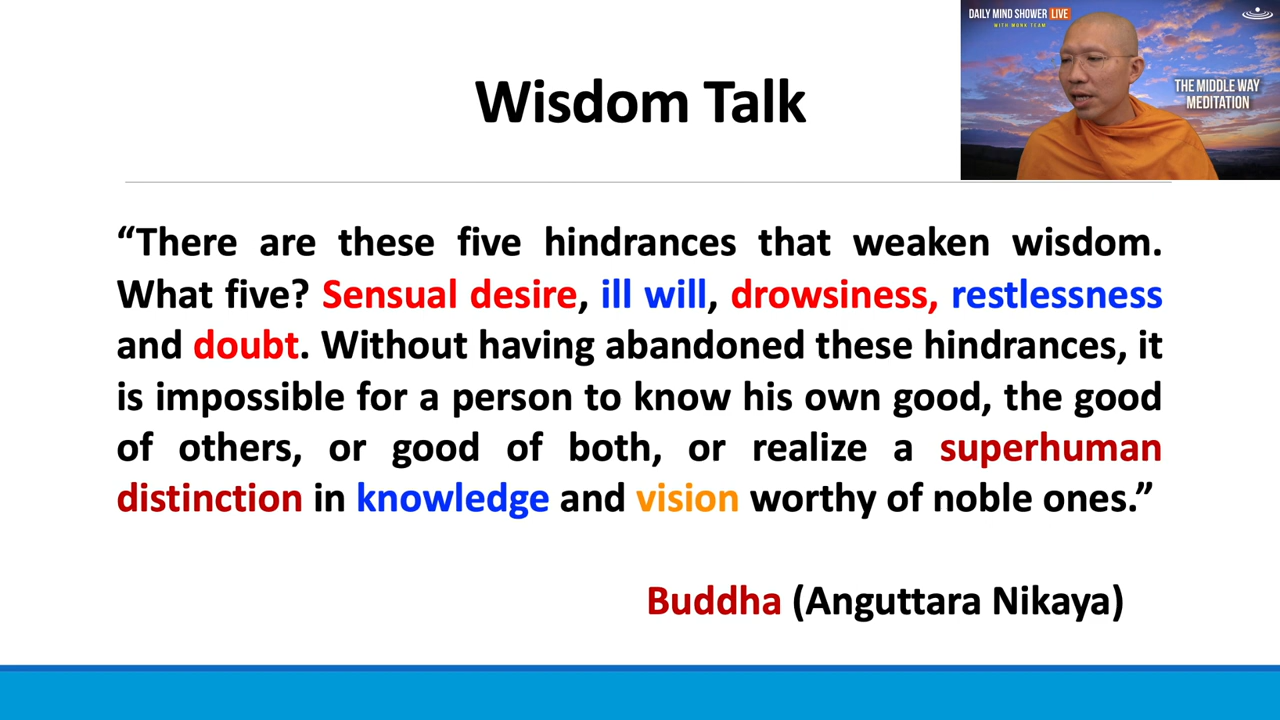 DAILY MIND SHOWER LIVE
WITH MONK TEAM
THE MIDDLE WAY
MEDITATION
Wisdom Talk
“There are these five hindrances that weaken wisdom.
What five? Sensual desire, ill will, drowsiness, restlessness
and doubt. Without having abandoned these hindrances, it
is impossible for a person to know his own good, the good
of others, or good of both, or realize a superhuman
distinction in knowledge and vision worthy of noble ones.”
Buddha (Anguttara Nikaya)